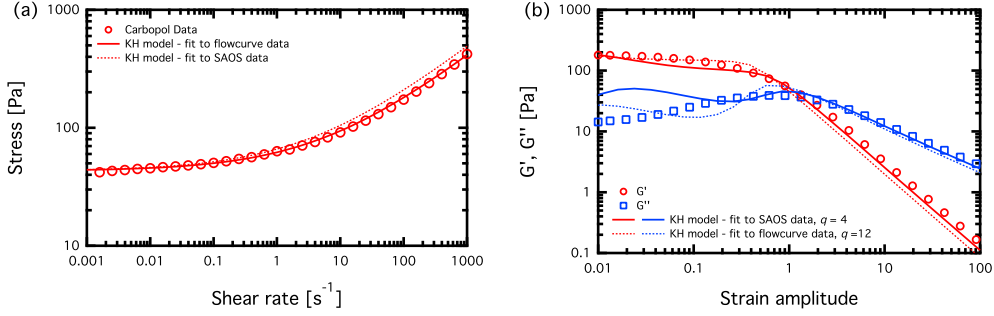 (a)
1000
100
10
Stress [Pa]
Carbopol Data
KH model - fit to flowcurve data
KH model - fit to SAOS data
0.001 0.01 0.1 1 10 100 1000
Shear rate [s⁻¹]
(b)
1000
100
10
1
0.1
G', G'' [Pa]
G'
G''
KH model - fit to SAOS data, q = 4
KH model - fit to flowcurve data, q =12
0.01 0.1 1 10 100
Strain amplitude